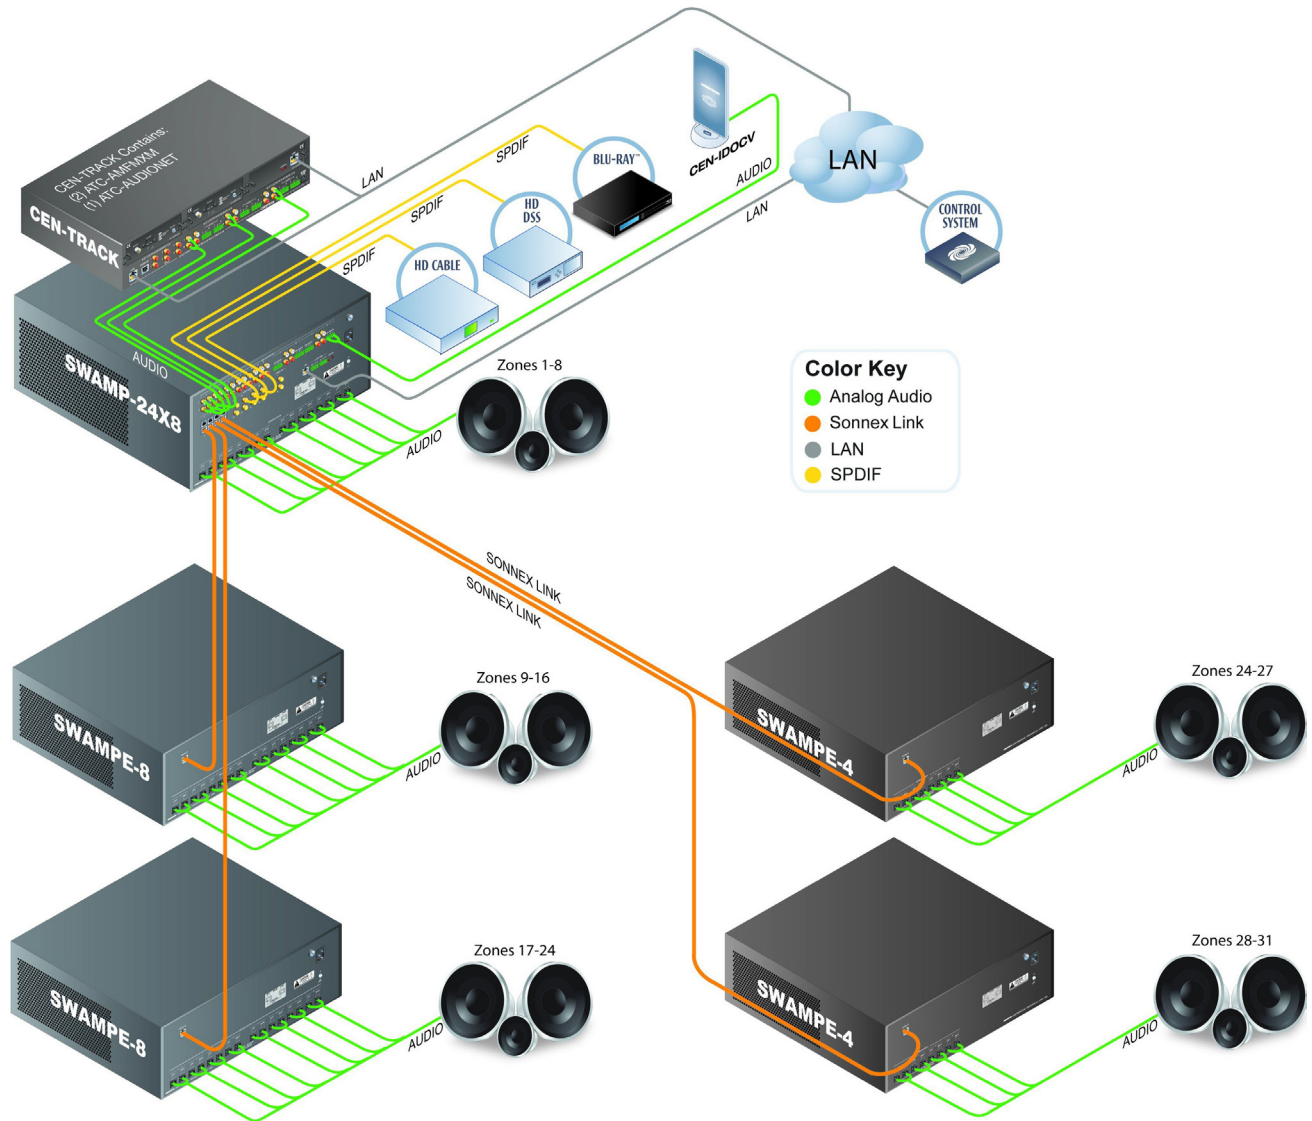 CEN-TRACK Contains:
(2) ATC-AMFMXM
(1) ATC-AUDIONET
CEN-TRACK
LAN
SPDIF
BLU-RAY™
CEN-IDOCV
AUDIO
LAN
LAN
CONTROL
SYSTEM
SPDIF
HD
DSS
SPDIF
HD CABLE
AUDIO
SWAMP-24X8
Zones 1-8
AUDIO
Color Key
Analog Audio
Sonnex Link
LAN
SPDIF
SONNEX LINK
SONNEX LINK
SWAMPE-8
Zones 9-16
AUDIO
SWAMPE-4
Zones 24-27
AUDIO
SWAMPE-8
Zones 17-24
AUDIO
SWAMPE-4
Zones 28-31
AUDIO